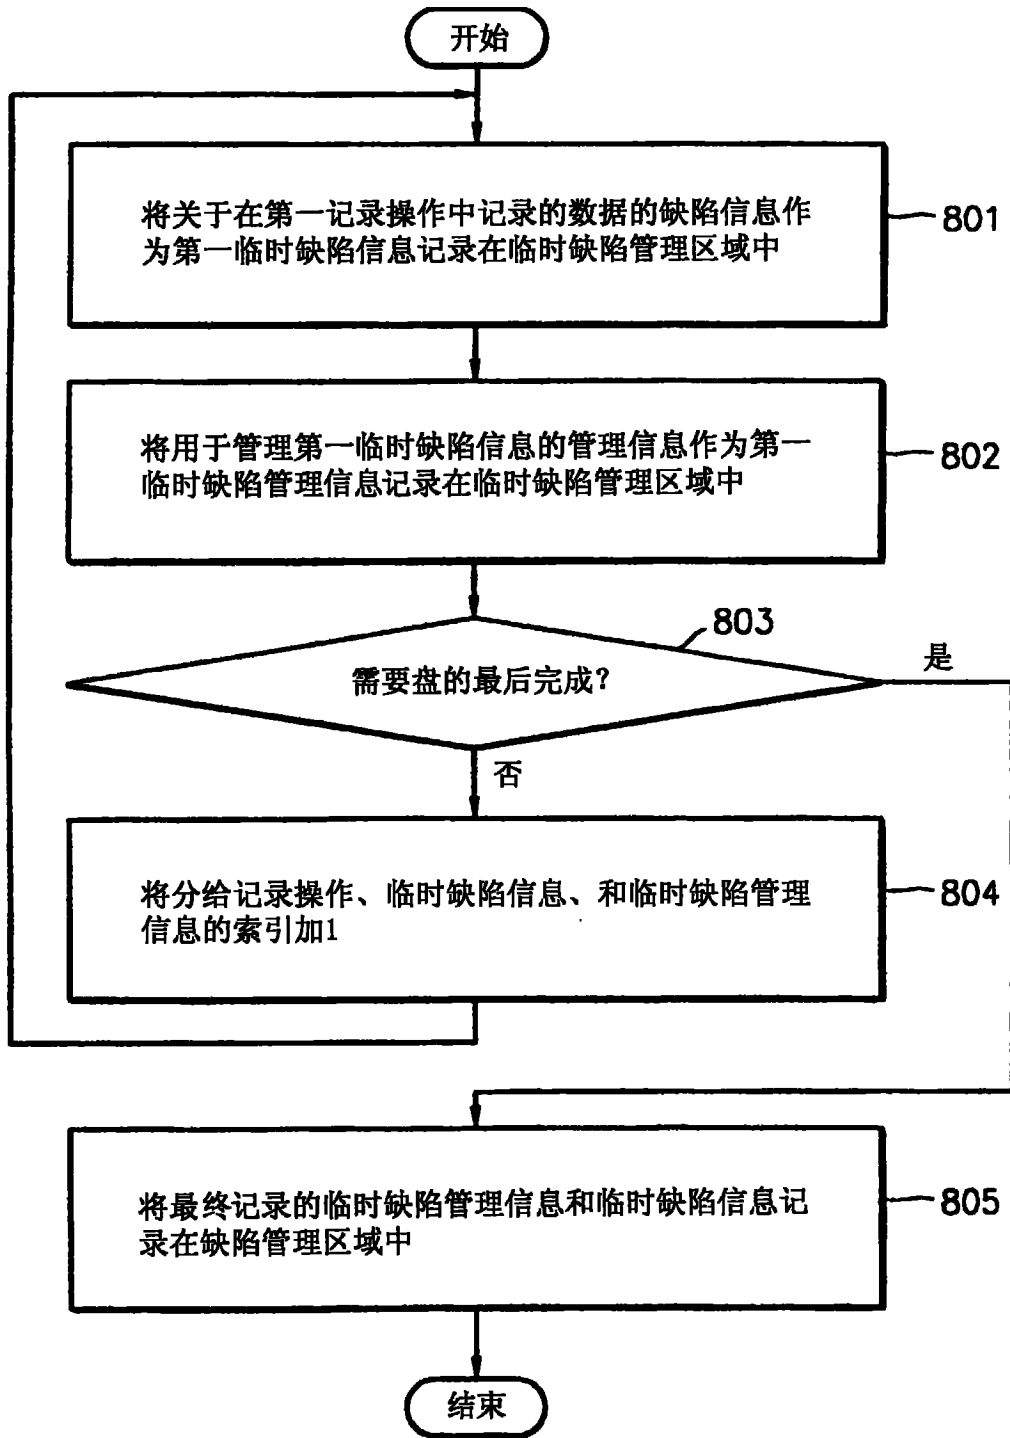 开始
将关于在第一记录操作中记录的数据的缺陷信息作
为第一临时缺陷信息记录在临时缺陷管理区域中
801
将用于管理第一临时缺陷信息的管理信息作为第一
临时缺陷管理信息记录在临时缺陷管理区域中
802
803
需要盘的最后完成？
是
否
将分给记录操作、临时缺陷信息、和临时缺陷管理
信息的索引加1
804
将最终记录的临时缺陷管理信息和临时缺陷信息记
录在缺陷管理区域中
805
结束